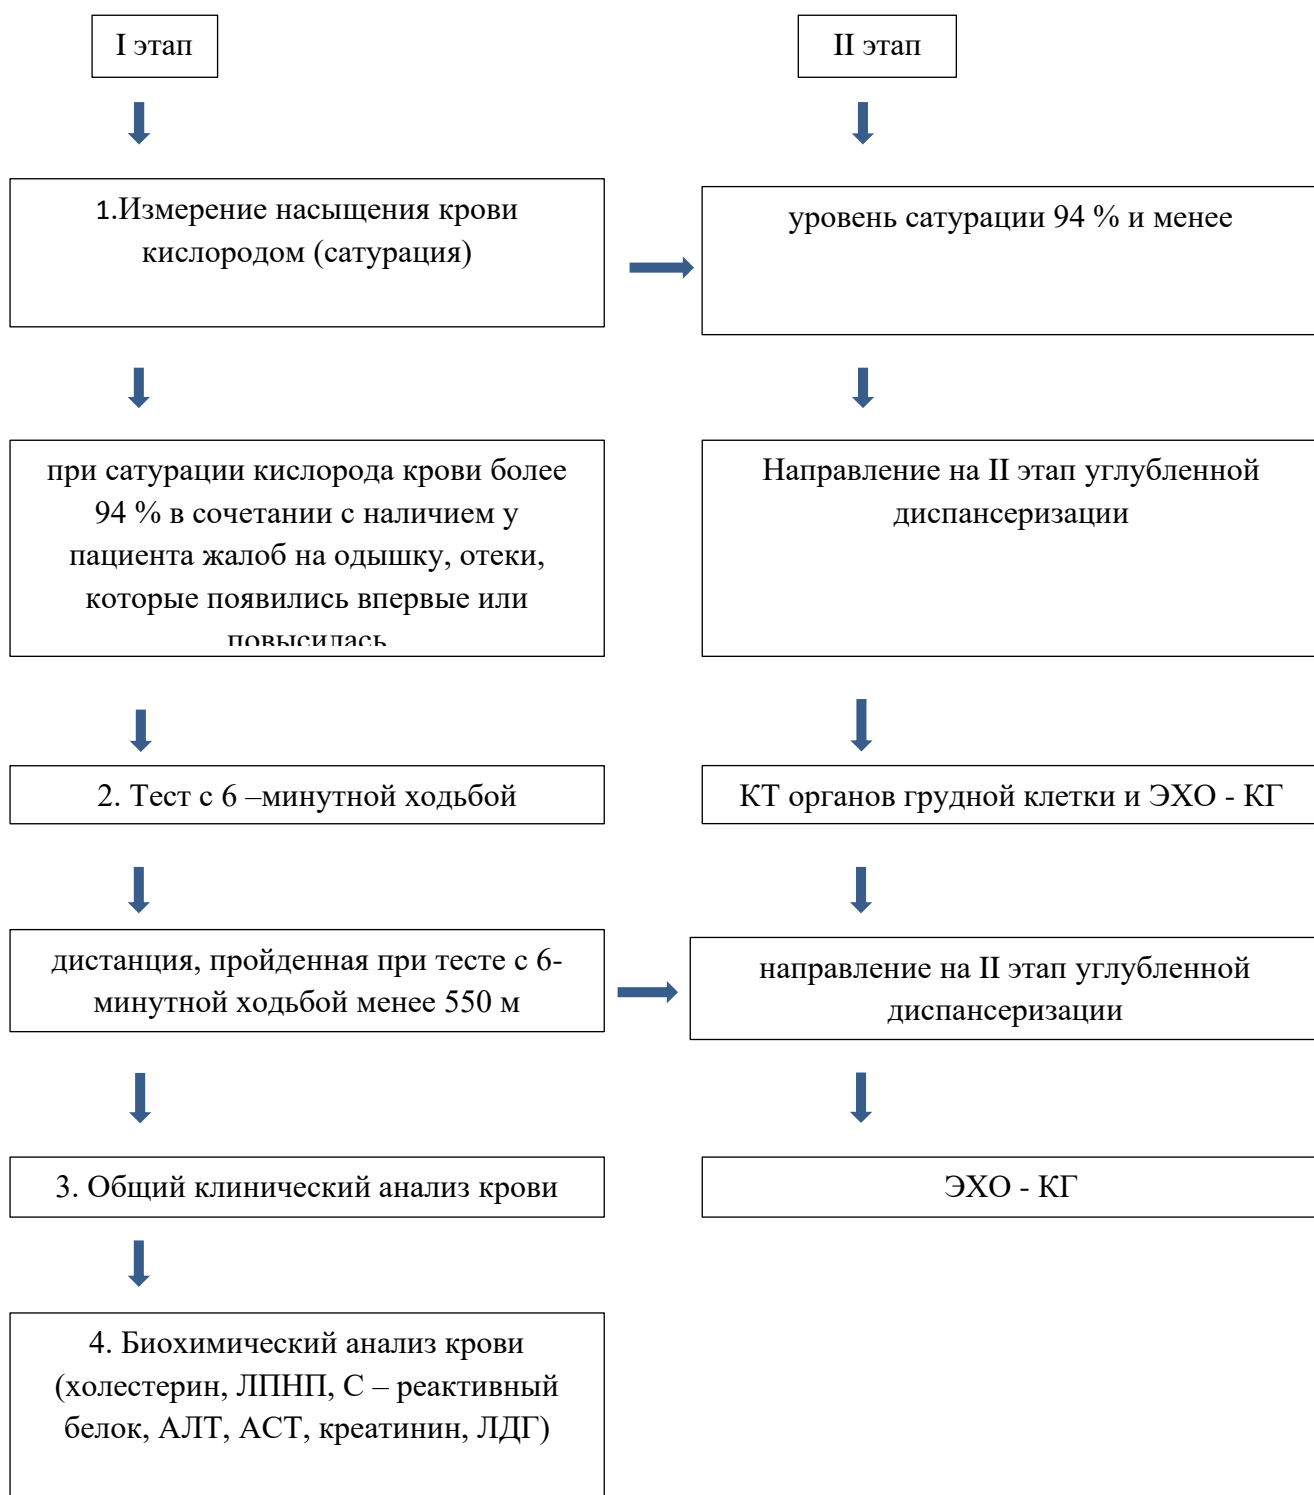 I этап
II этап
1.Измерение насыщения крови
кислородом (сатурация)
уровень сатурации 94 % и менее
при сатурации кислорода крови более
94 % в сочетании с наличием у
пациента жалоб на одышку, отеки,
которые появились впервые или
повысилась
Направление на II этап углубленной
диспансеризации
2. Тест с 6 –минутной ходьбой
КТ органов грудной клетки и ЭХО - КГ
дистанция, пройденная при тесте с 6-
минутной ходьбой менее 550 м
направление на II этап углубленной
диспансеризации
3. Общий клинический анализ крови
ЭХО - КГ
4. Биохимический анализ крови
(холестерин, ЛПНП, С – реактивный
белок, АЛТ, АСТ, креатинин, ЛДГ)